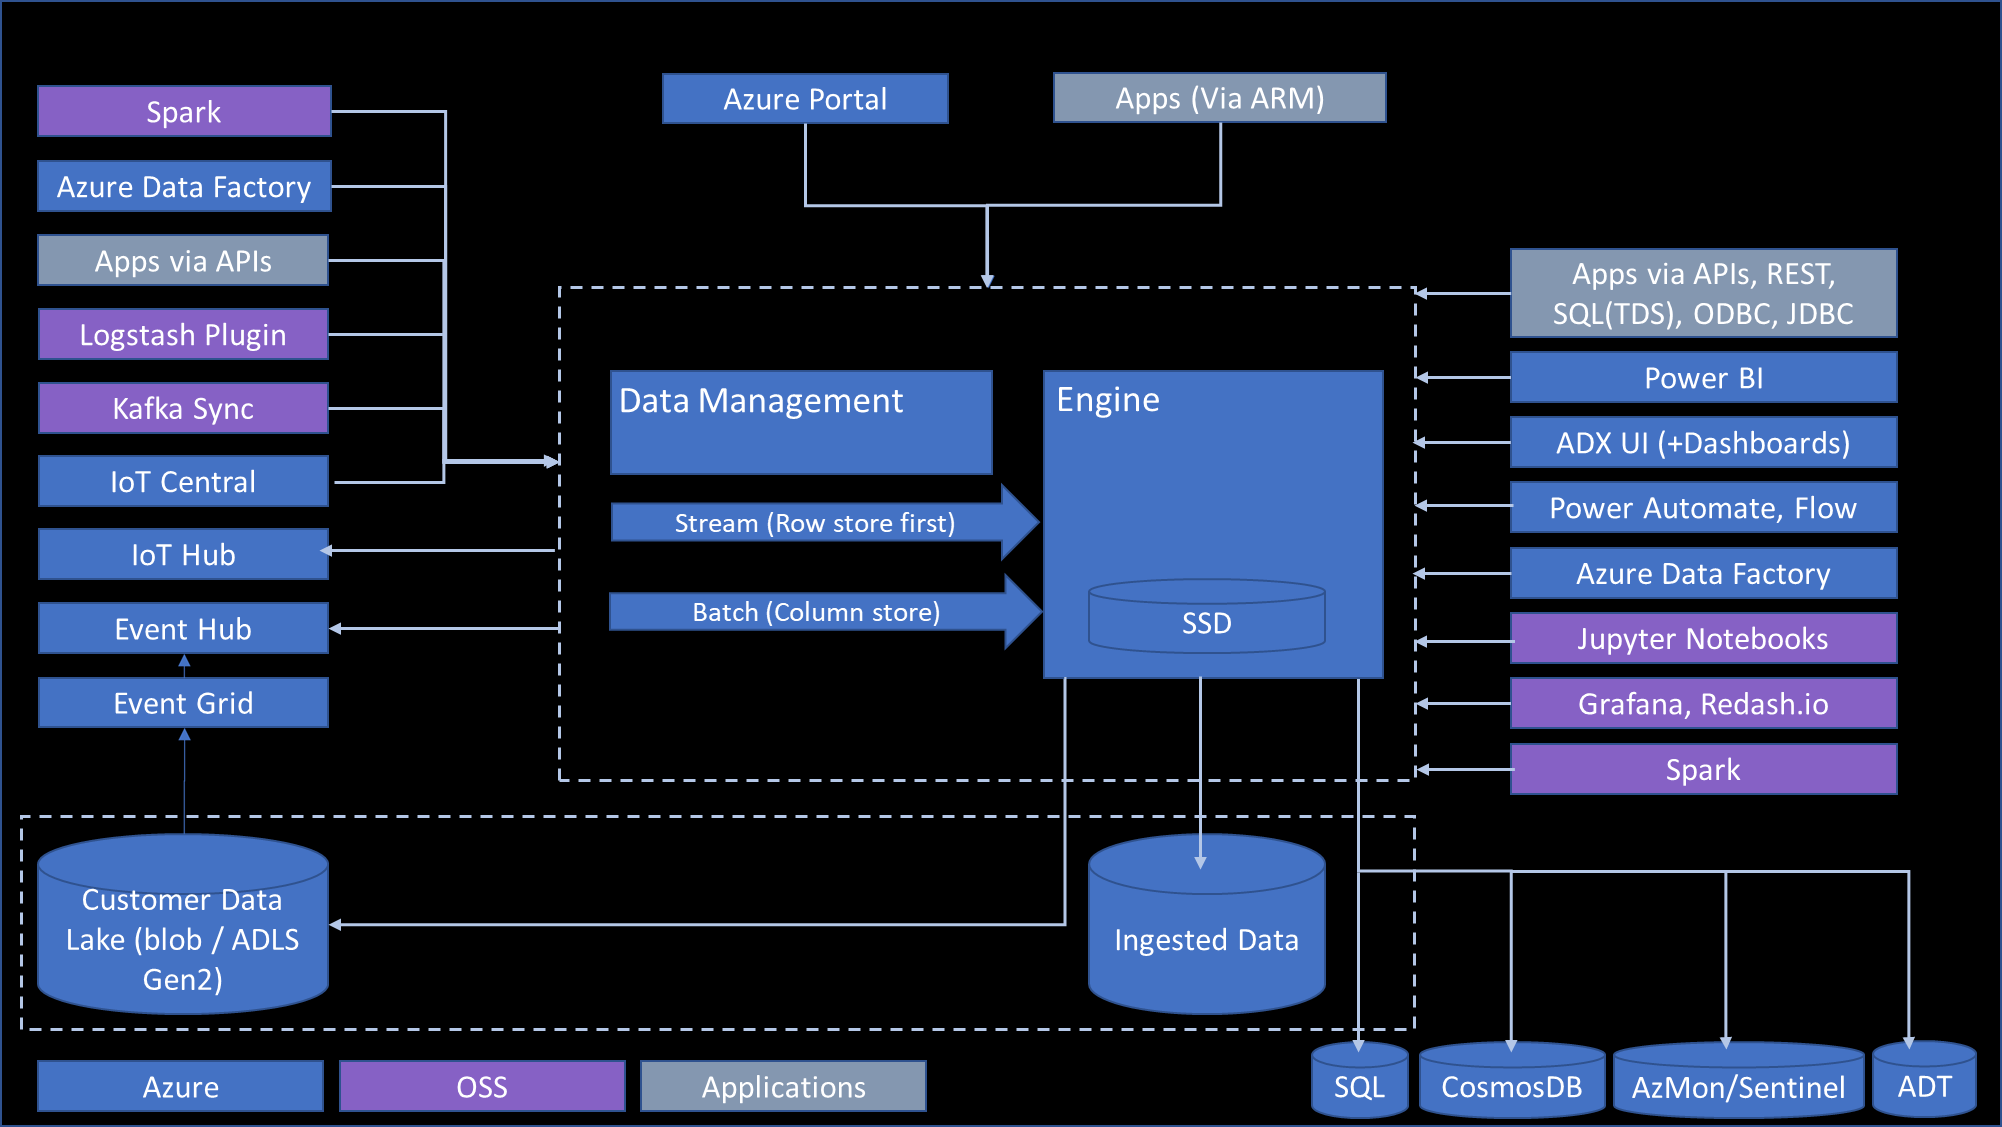 Azure Portal
Apps (Via ARM)
Spark
Azure Data Factory
Apps via APIs
Logstash Plugin
Kafka Sync
IoT Central
IoT Hub
Event Hub
Event Grid
Customer Data
Lake (blob / ADLS
Gen2)
Data Management
Stream (Row store first)
Batch (Column store)
Engine
SSD
Ingested Data
Apps via APIs, REST,
SQL(TDS), ODBC, JDBC
Power BI
ADX UI (+Dashboards)
Power Automate, Flow
Azure Data Factory
Jupyter Notebooks
Grafana, Redash.io
Spark
SQL
CosmosDB
AzMon/Sentinel
ADT
Azure
OSS
Applications